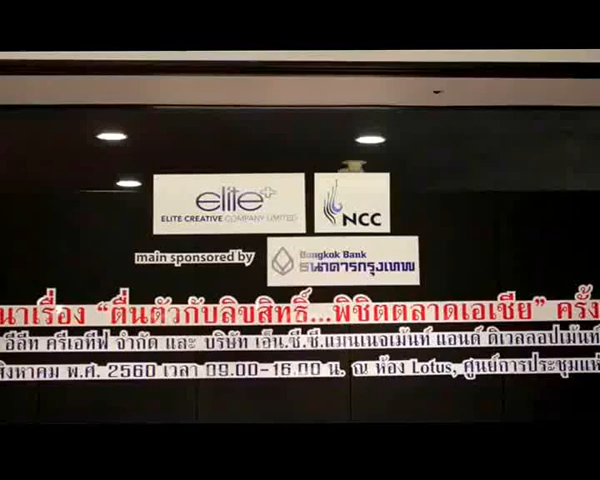 elite+
ELITE CREATIVE COMPANY LIMITED
NCC
main sponsored by
Bangkok Bank
ธนาคารกรุงเทพ
นาเรื่อง “ตื่นตัวกับลิขสิทธิ์...พิชิตตลาดเอเชีย” ครั้ง
อีลีท ครีเอทีฟ จำกัด และ บริษัท เอ็น.ซี.ซี.แมนเนจเม้นท์ แอนด์ ดิเวลลอปเม้นท์
สิงหาคม พ.ศ. 2560 เวลา 09.00-16.00 น. ณ ห้อง Lotus, ศูนย์การประชุมแห่